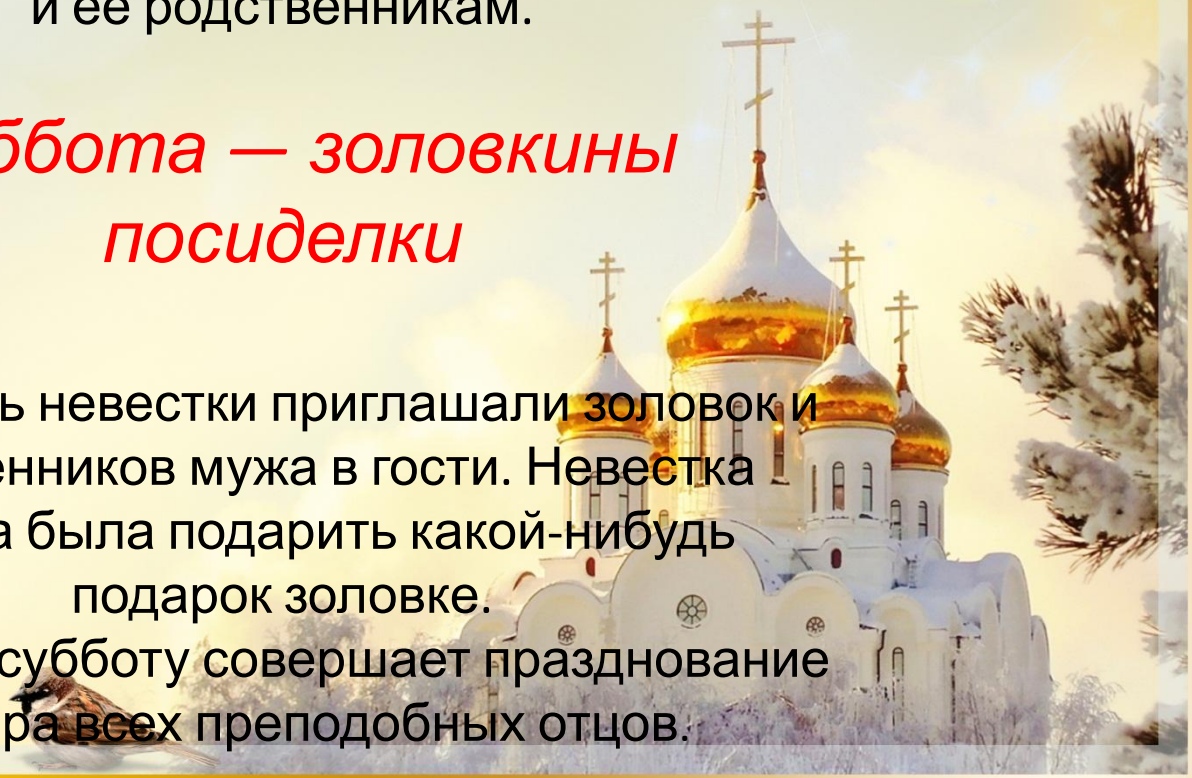 и ее родственникам.
ббота — золовкины
посиделки
ь невестки приглашали золовок и
енников мужа в гости. Невестка
а была подарить какой-нибудь
подарок золовке.
субботу совершает празднование
ра всех преподобных отцов.